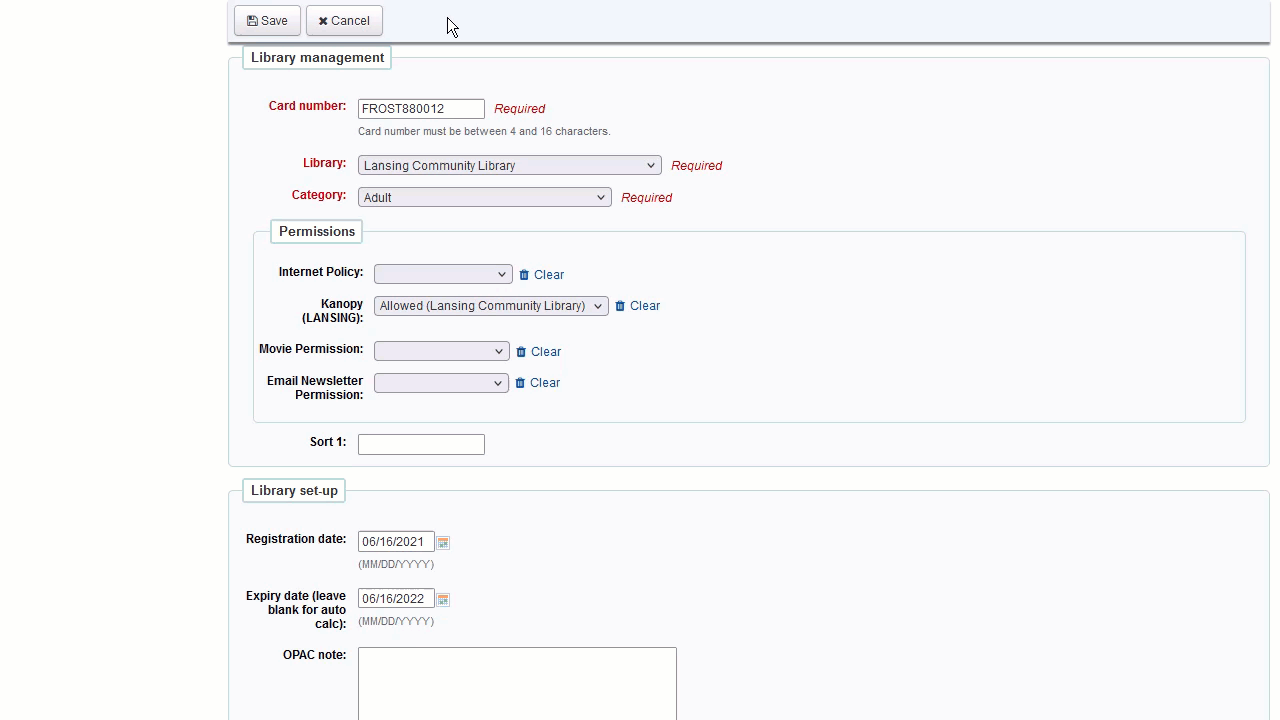 Save
Cancel
Library management
Card number:
FROST880012
Required
Card number must be between 4 and 16 characters.
Library:
Lansing Community Library
Required
Category:
Adult
Required
Permissions
Internet Policy:
Clear
Kanopy
(LANSING):
Allowed (Lansing Community Library)
Clear
Movie Permission:
Clear
Email Newsletter
Permission:
Clear
Sort 1:
Library set-up
Registration date:
06/16/2021
(MM/DD/YYYY)
Expiry date (leave
blank for auto
calc):
06/16/2022
(MM/DD/YYYY)
OPAC note: